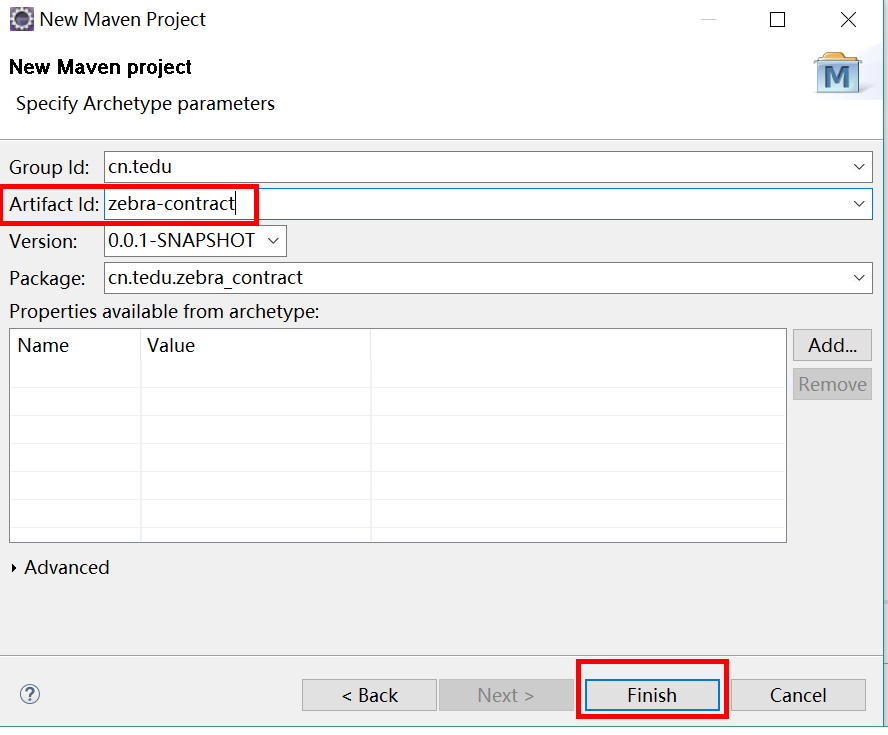 New Maven Project
New Maven project
Specify Archetype parameters
M
Group Id: cn.tedu
Artifact Id: zebra-contract
Version: 0.0.1-SNAPSHOT
Package: cn.tedu.zebra_contract
Properties available from archetype:
Name Value
Add...
Remove
Advanced
? < Back Next > Finish Cancel